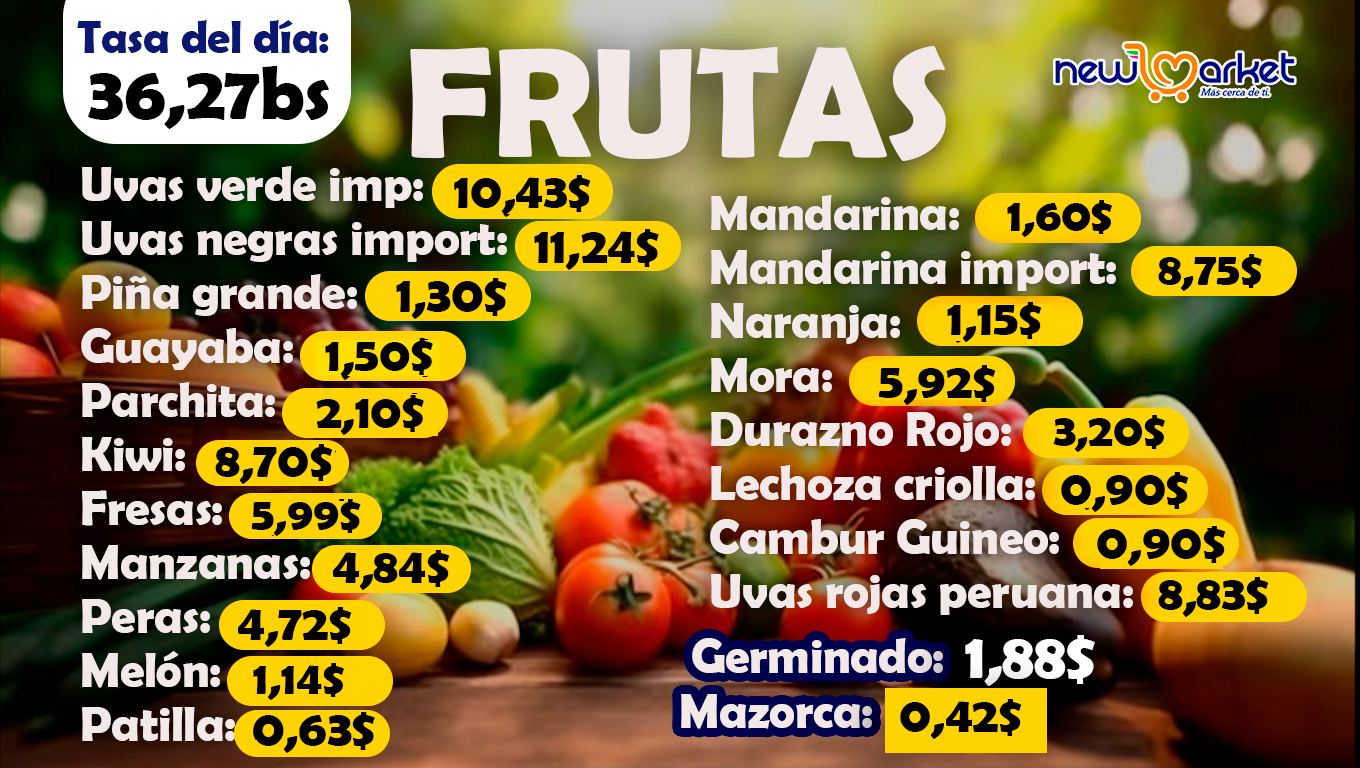 Tasa del día:
36,27bs
FRUTAS
new market
Más cerca de ti.
Uvas verde imp: 10,43$
Uvas negras import: 11,24$
Piña grande: 1,30$
Guayaba: 1,50$
Parchita: 2,10$
Kiwi: 8,70$
Fresas: 5,99$
Manzanas: 4,84$
Peras: 4,72$
Melón: 1,14$
Patilla: 0,63$
Mandarina: 1,60$
Mandarina import: 8,75$
Naranja: 1,15$
Mora: 5,92$
Durazno Rojo: 3,20$
Lechoza criolla: 0,90$
Cambur Guineo: 0,90$
Uvas rojas peruana: 8,83$
Germinado: 1,88$
Mazorca: 0,42$